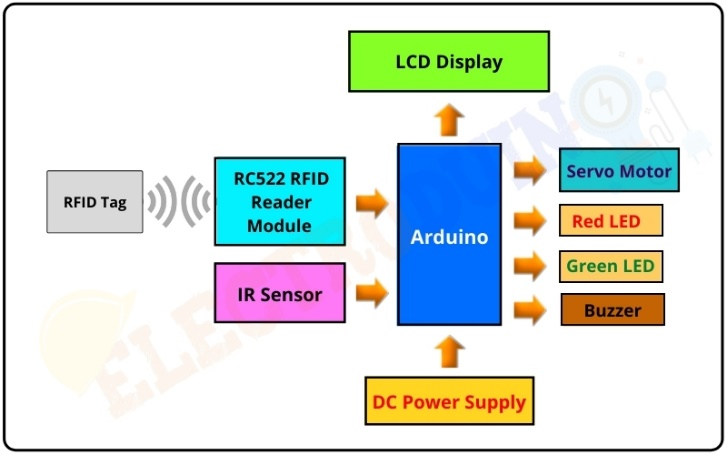 LCD Display
RFID Tag
RC522 RFID
Reader
Module
IR Sensor
Arduino
Servo Motor
Red LED
Green LED
Buzzer
DC Power Supply
ELECTRODUINO